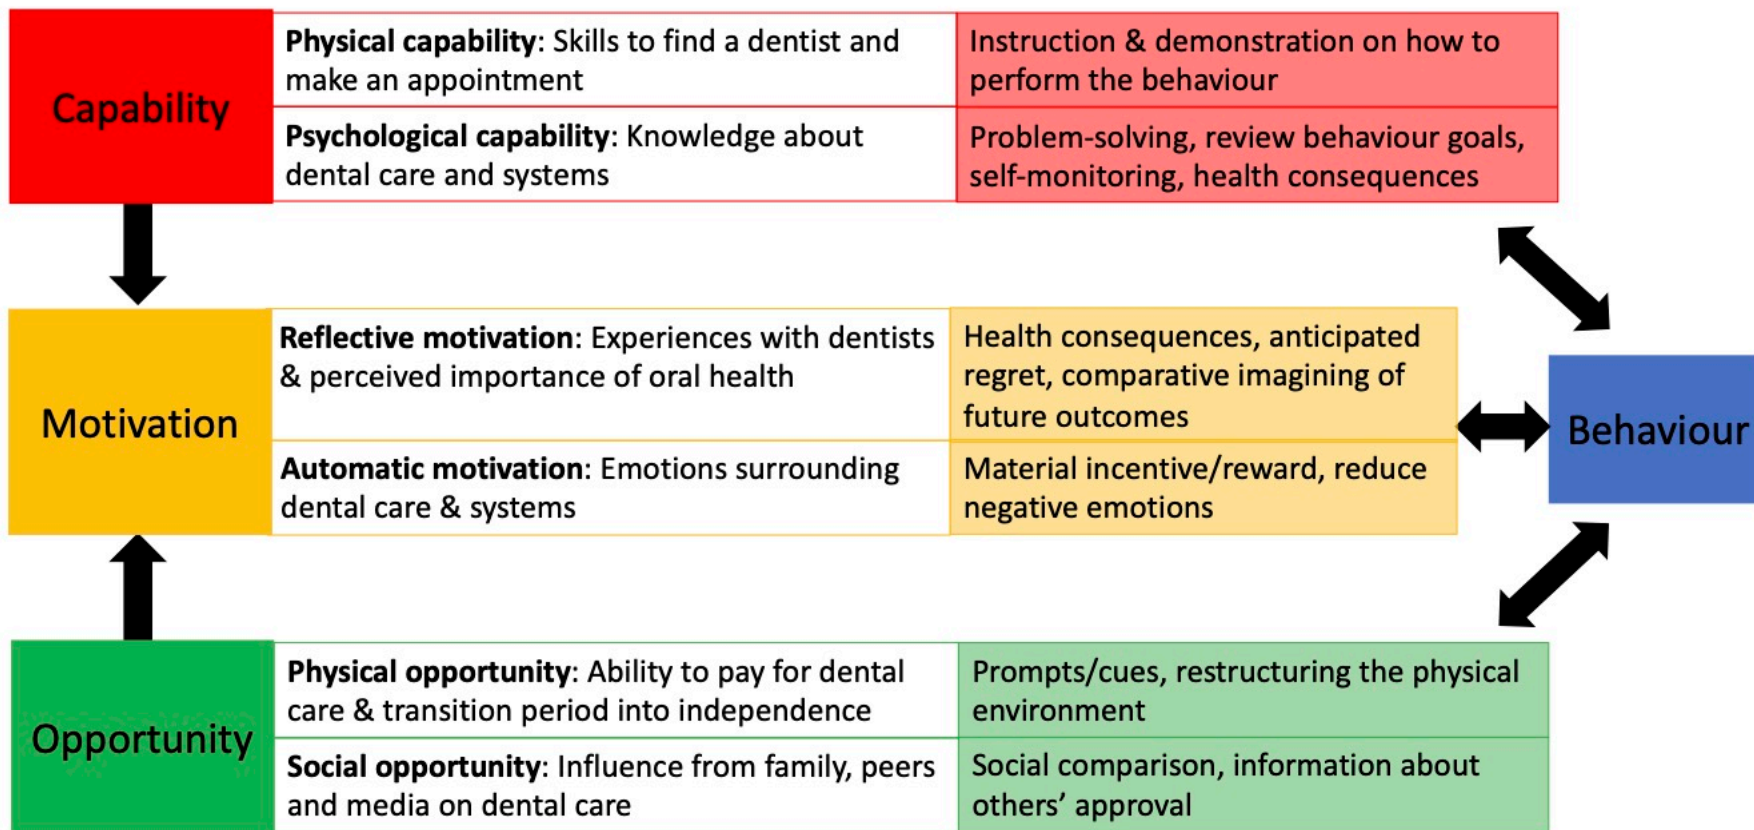 Capability
Physical capability: Skills to find a dentist and
make an appointment
Instruction & demonstration on how to
perform the behaviour
Psychological capability: Knowledge about
dental care and systems
Problem-solving, review behaviour goals,
self-monitoring, health consequences
Motivation
Reflective motivation: Experiences with dentists
& perceived importance of oral health
Health consequences, anticipated
regret, comparative imagining of
future outcomes
Automatic motivation: Emotions surrounding
dental care & systems
Material incentive/reward, reduce
negative emotions
Behaviour
Opportunity
Physical opportunity: Ability to pay for dental
care & transition period into independence
Prompts/cues, restructuring the physical
environment
Social opportunity: Influence from family, peers
and media on dental care
Social comparison, information about
others’ approval